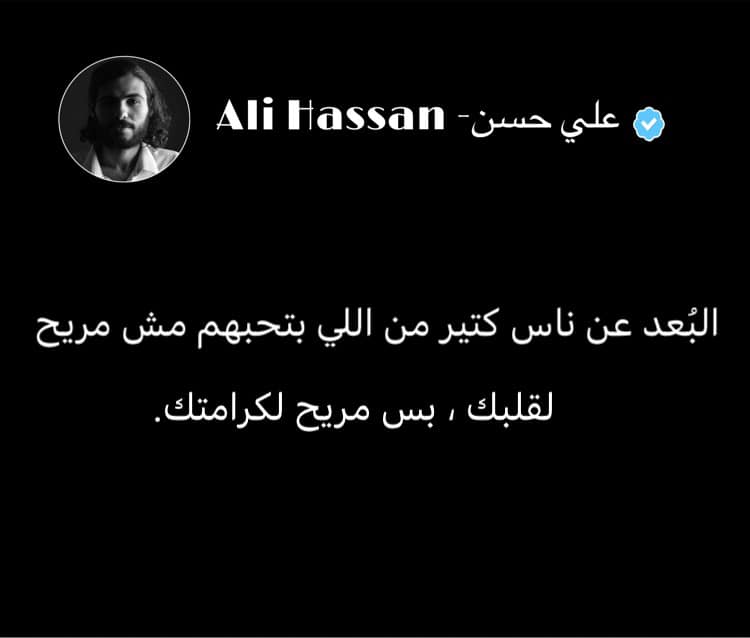 Ali Hassan -علي حسن
البُعد عن ناس كتير من اللي بتحبهم مش مريح
لقلبك ، بس مريح لكرامتك.